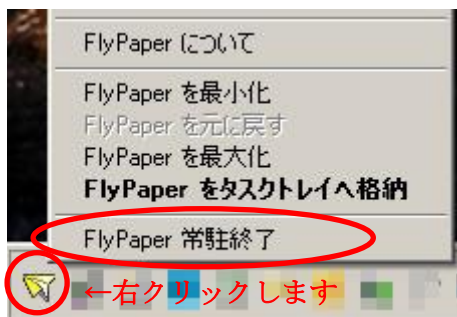 FlyPaper について
FlyPaper を最小化
FlyPaper を元に戻す
FlyPaper を最大化
FlyPaper をタスクトレイへ格納
FlyPaper 常駐終了
←右クリックします